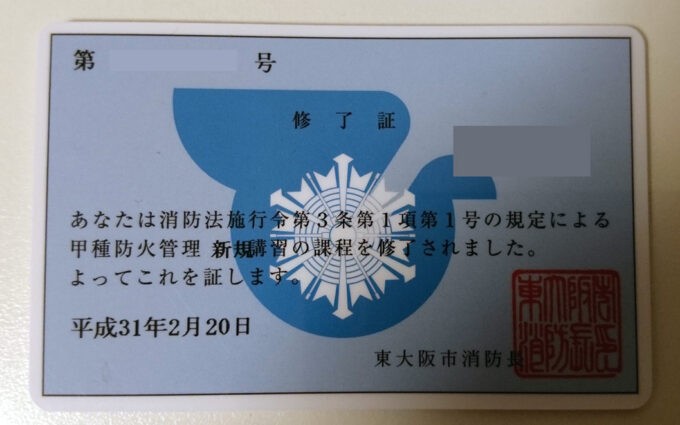 第 号
修了証
あなたは消防法施行令第3条第1項第1号の規定による
甲種防火管理 新規講習の課程を修了されました。
よってこれを証します。
平成31年2月20日
東大阪市消防長